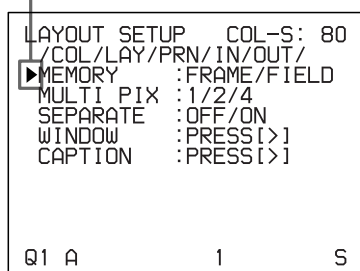 LAYOUT SETUP COL-S: 80
/COL/LAY/PRN/IN/OUT/
▶MEMORY :FRAME/FIELD
MULTI PIX :1/2/4
SEPARATE :OFF/ON
WINDOW :PRESS[>]
CAPTION :PRESS[>]
Q1 A 1 S